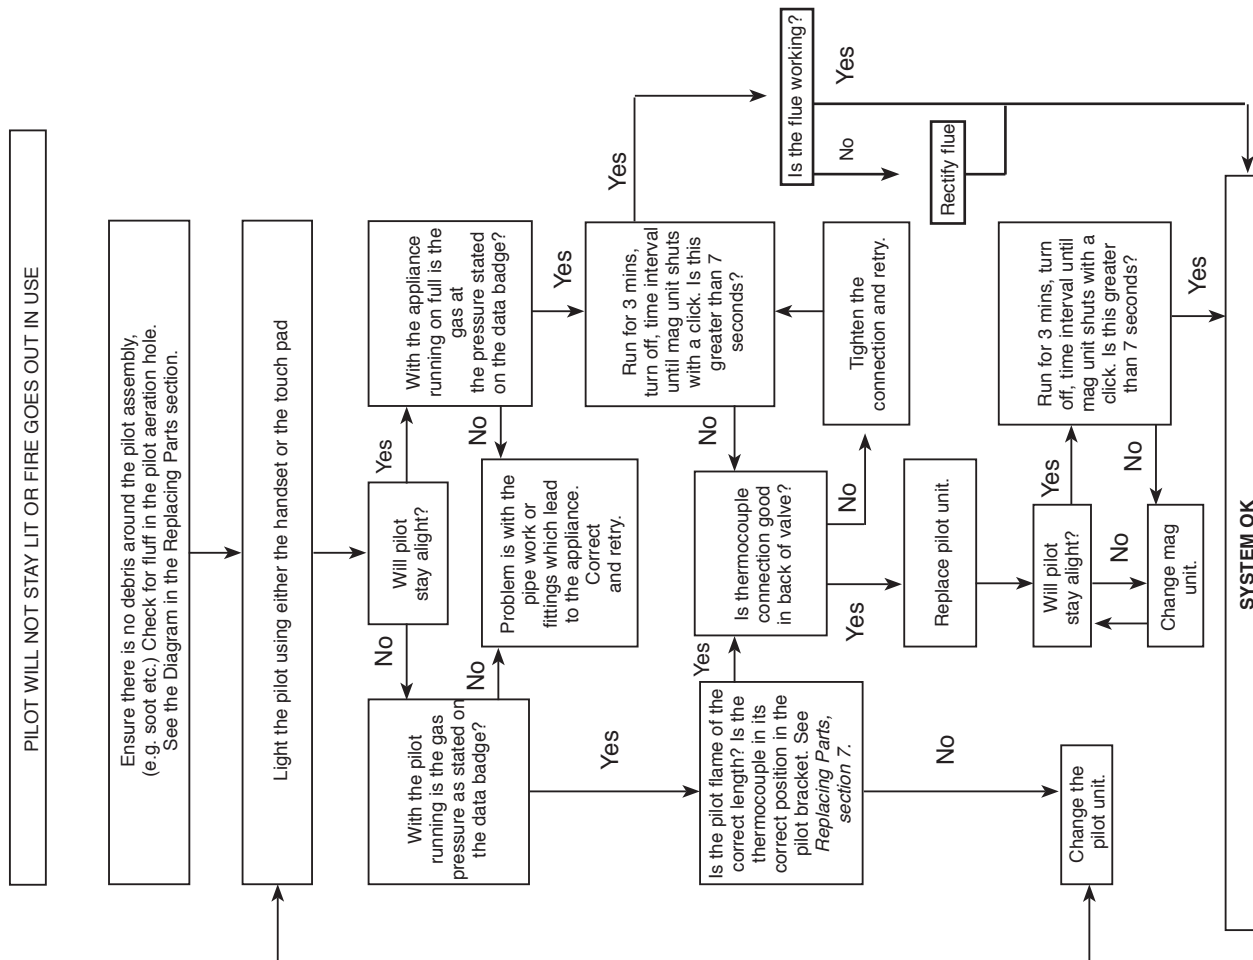 PILOT WILL NOT STAY LIT OR FIRE GOES OUT IN USE
Ensure there is no debris around the pilot assembly,
(e.g. soot etc.) Check for fluff in the pilot aeration hole.
See the Diagram in the Replacing Parts section.
Light the pilot using either the handset or the touch pad
Will pilot
stay alight?
No
Yes
With the pilot
running is the gas
pressure as stated on
the data badge?
With the appliance
running on full is the
gas at
the pressure stated
on the data badge?
No
No
Problem is with the
pipe work or
fittings which lead
to the appliance.
Correct
and retry.
Yes
Yes
Is the pilot flame of the
correct length? Is the
thermocouple in its
correct position in the
pilot bracket. See
Replacing Parts,
section 7.
Yes
Is thermocouple
connection good
in back of valve?
No
Run for 3 mins,
turn off, time interval
until mag unit shuts
with a click. Is this
greater than 7
seconds?
Yes
Is the flue working?
No
Yes
Rectify flue
Yes
No
Tighten the
connection and retry.
Replace pilot unit.
No
Change the
pilot unit.
Will pilot
stay alight?
Yes
No
Change mag
unit.
No
Run for 3 mins, turn
off, time interval until
mag unit shuts with a
click. Is this greater
than 7 seconds?
Yes
SYSTEM OK